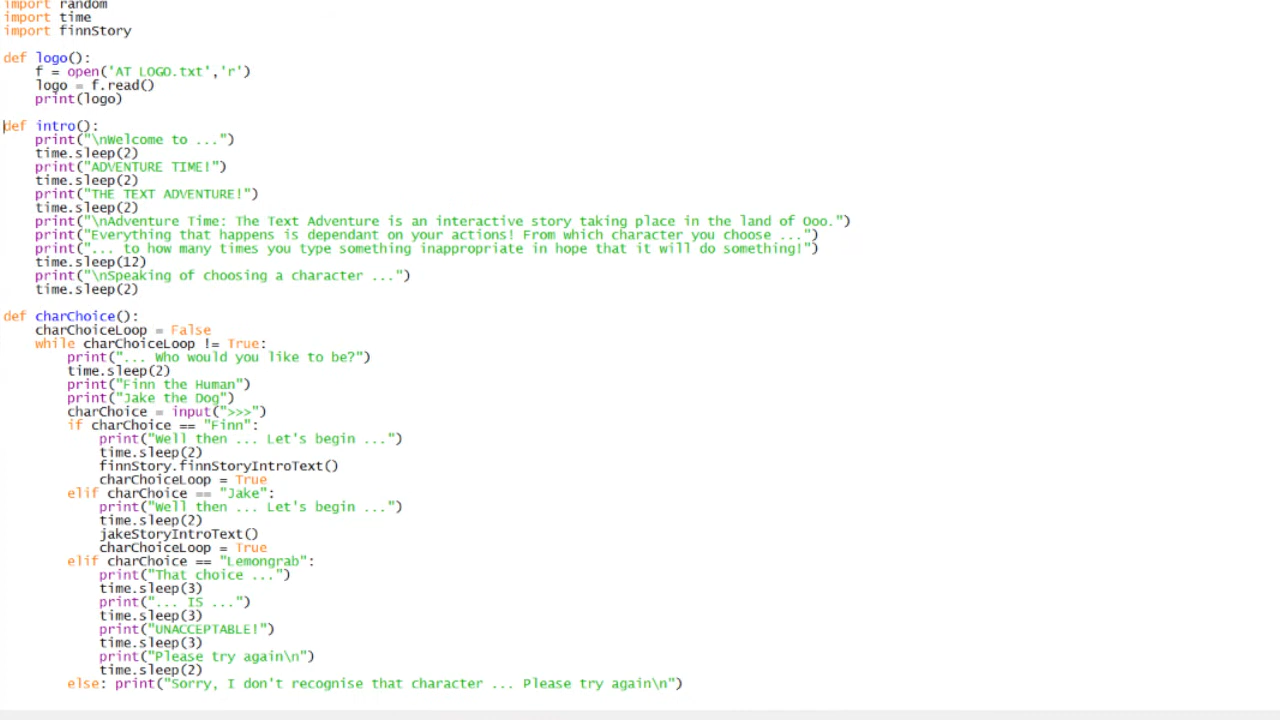 import random
import time
import finnStory

def logo():
    f = open('AT LOGO.txt','r')
    logo = f.read()
    print(logo)

def intro():
    print("\nWelcome to ...")
    time.sleep(2)
    print("ADVENTURE TIME!")
    time.sleep(2)
    print("THE TEXT ADVENTURE!")
    time.sleep(2)
    print("\nAdventure Time: The Text Adventure is an interactive story taking place in the land of Ooo.")
    print("Everything that happens is dependant on your actions! From which character you choose ...")
    print("... to how many times you type something inappropriate in hope that it will do something!")
    time.sleep(12)
    print("\nSpeaking of choosing a character ...")
    time.sleep(2)

def charChoice():
    charChoiceLoop = False
    while charChoiceLoop != True:
        print("... Who would you like to be?")
        time.sleep(2)
        print("Finn the Human")
        print("Jake the Dog")
        charChoice = input(">>>")
        if charChoice == "Finn":
            print("Well then ... Let's begin ...")
            time.sleep(2)
            finnStory.finnStoryIntroText()
            charChoiceLoop = True
        elif charChoice == "Jake":
            print("Well then ... Let's begin ...")
            time.sleep(2)
            jakeStoryIntroText()
            charChoiceLoop = True
        elif charChoice == "Lemongrab":
            print("That choice ...")
            time.sleep(3)
            print("... IS ...")
            time.sleep(3)
            print("UNACCEPTABLE!")
            time.sleep(3)
            print("Please try again\n")
            time.sleep(2)
        else: print("Sorry, I don't recognise that character ... Please try again\n")